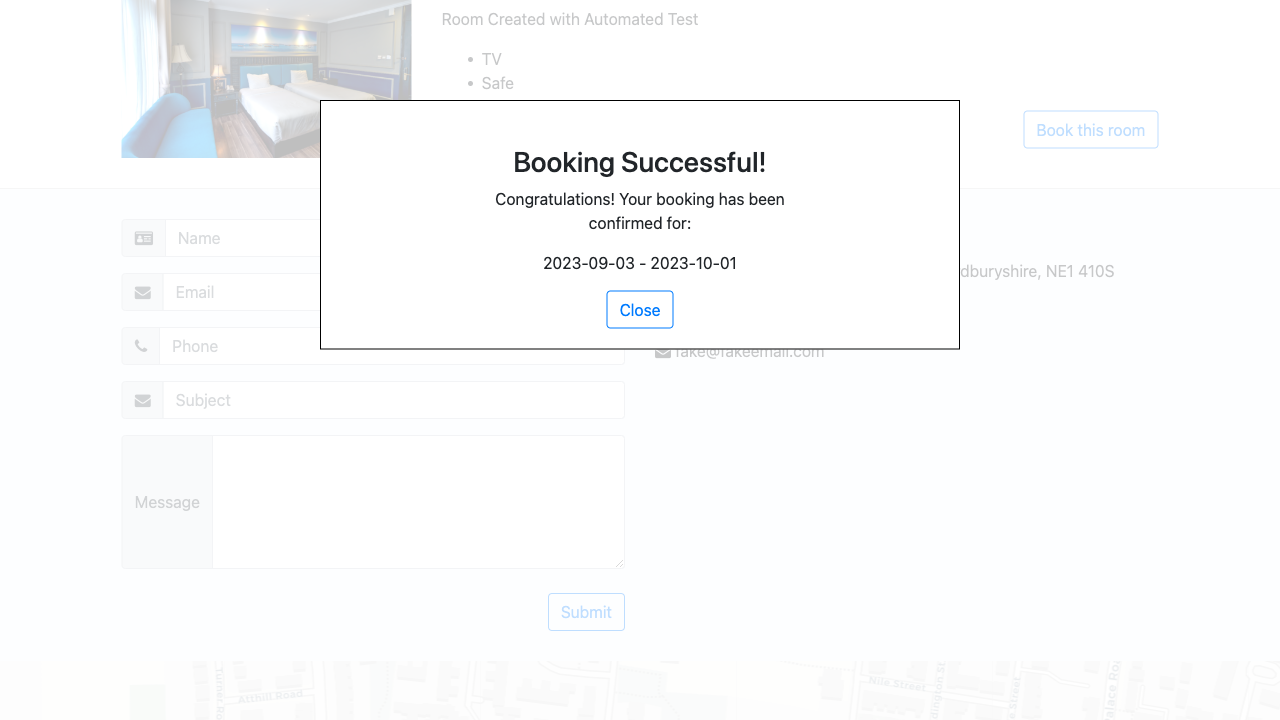 Room Created with Automated Test
TV
Safe
Book this room
Booking Successful!
Congratulations! Your booking has been
confirmed for:
2023-09-03 - 2023-10-01
Close
Name
Email
Phone
Subject
Message
Submit
dburyshire, NE1 410S
fake@fakeemail.com
Althill Road
Nile Street